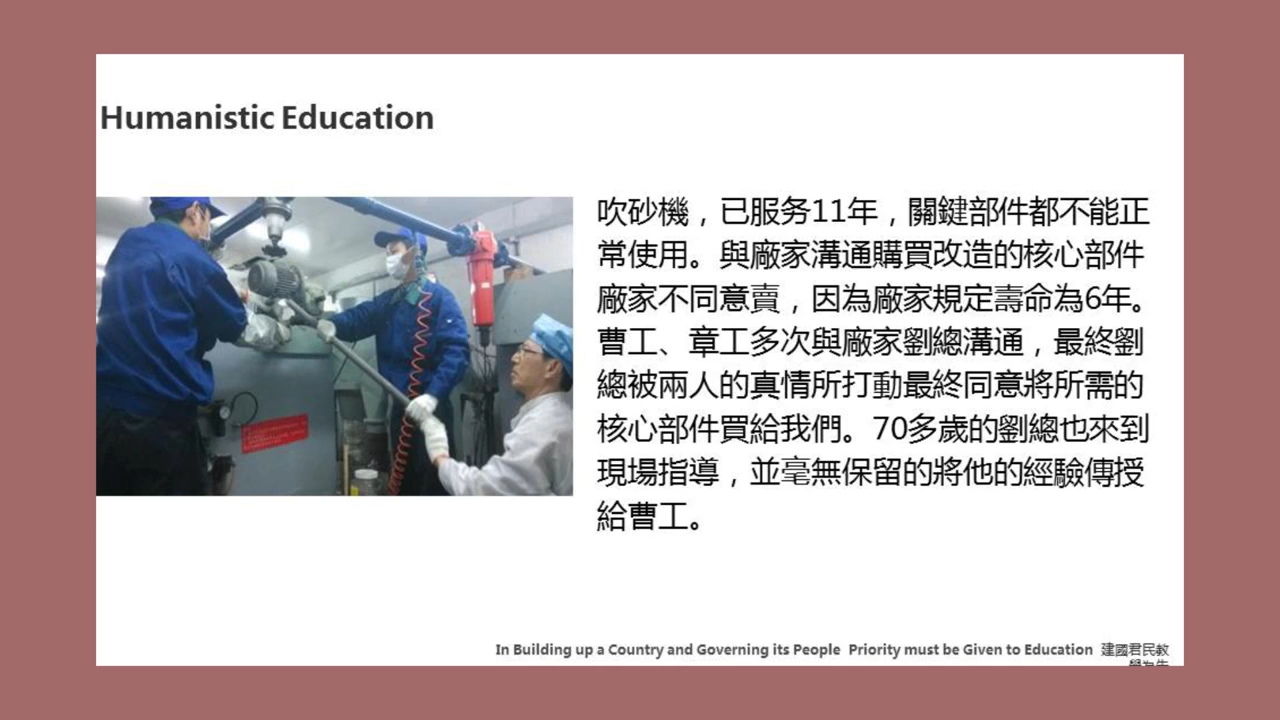 Humanistic Education
吹砂機，已服务11年，關鍵部件都不能正
常使用。與廠家溝通購買改造的核心部件
廠家不同意賣，因為廠家規定壽命為6年。
曹工、章工多次與廠家劉總溝通，最終劉
總被兩人的真情所打動最終同意將所需的
核心部件買給我們。70多歲的劉總也來到
現場指導，並毫無保留的將他的經驗傳授
給曹工。
In Building up a Country and Governing its People  Priority must be Given to Education  建國君民教